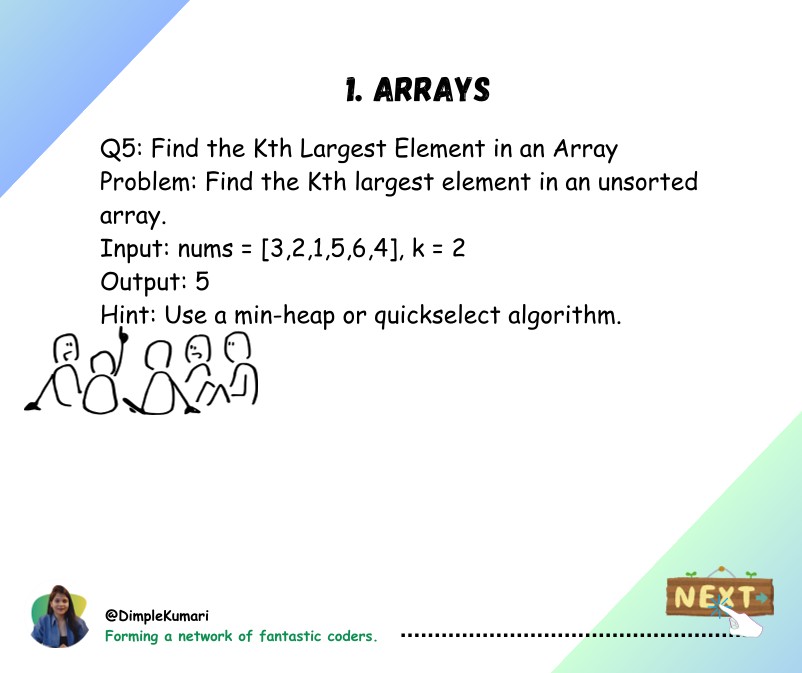 1. ARRAYS
Q5: Find the Kth Largest Element in an Array
Problem: Find the Kth largest element in an unsorted
array.
Input: nums = [3,2,1,5,6,4], k = 2
Output: 5
Hint: Use a min-heap or quickselect algorithm.
NEXT
@DimpleKumari
Forming a network of fantastic coders.